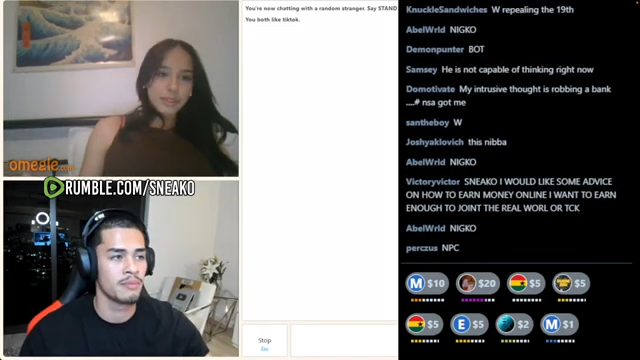 You're now chatting with a random stranger. Say STAND
You both like tiktok.
omegle.com
RUMBLE.COM/SNEAKO
Stop
Esc
KnuckleSandwiches W repealing the 19th
AbelWrld NIGKO
Demonpunter BOT
Samsey He is not capable of thinking right now
Domotivate My intrusive thought is robbing a bank
....# nsa got me
santheboy W
Joshyaklovich this nibba
AbelWrld NIGKO
Victoryvictor SNEAKO I WOULD LIKE SOME ADVICE
ON HOW TO EARN MONEY ONLINE I WANT TO EARN
ENOUGH TO JOINT THE REAL WORL OR TCK
AbelWrld NIGKO
perczus NPC
M $10 $20 $5 $5
$5 E $5 $2 M $1